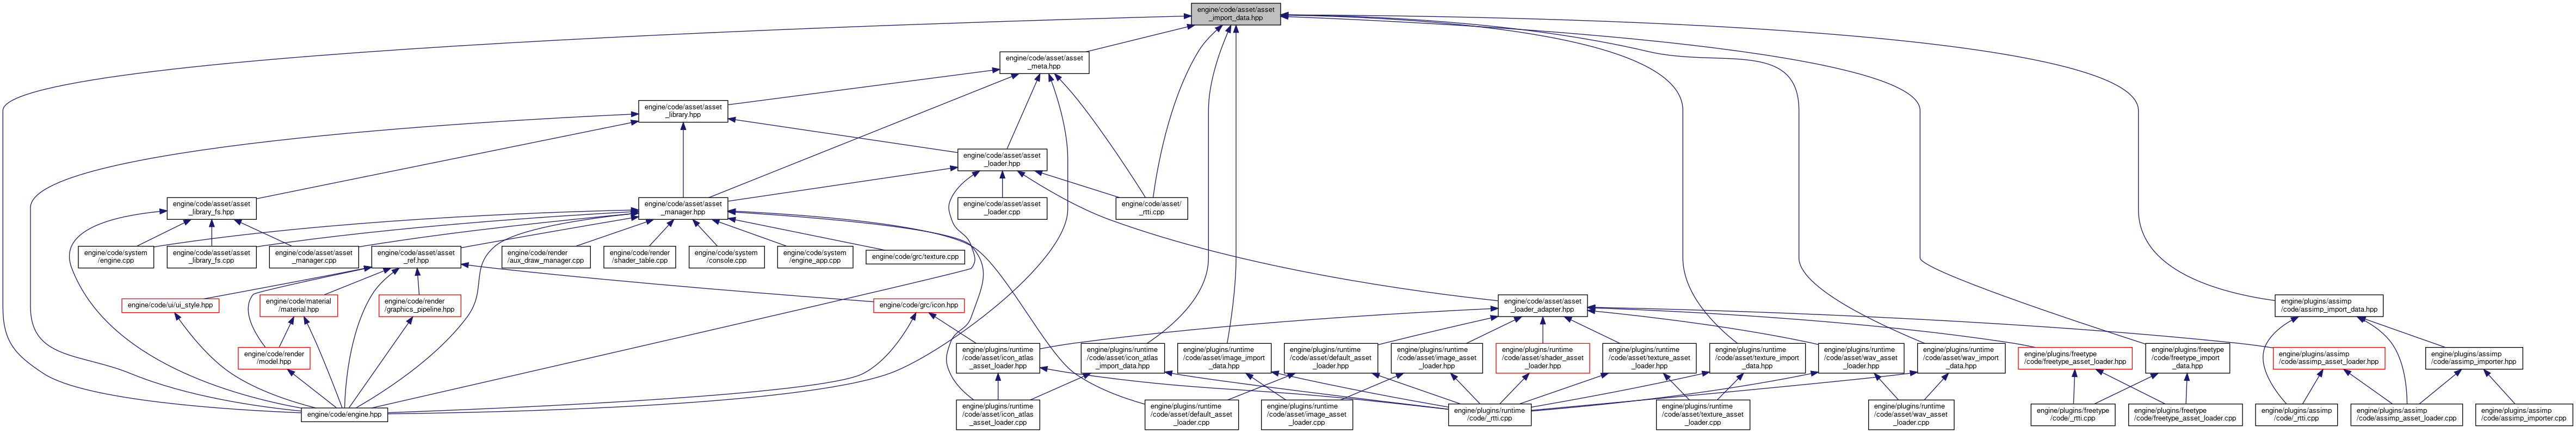 engine/code/asset/asset
_import_data.hpp
engine/code/asset/asset
_meta.hpp
engine/code/asset/asset
_library.hpp
engine/code/asset/asset
_loader.hpp
engine/code/asset/asset
_library_fs.hpp
engine/code/asset/asset
_manager.hpp
engine/code/asset/asset
_loader.cpp
engine/code/asset/
_rtti.cpp
engine/code/system
/engine.cpp
engine/code/asset/asset
_library_fs.cpp
engine/code/asset/asset
_manager.cpp
engine/code/asset/asset
_ref.hpp
engine/code/render
/aux_draw_manager.cpp
engine/code/render
/shader_table.cpp
engine/code/system
/console.cpp
engine/code/system
/engine_app.cpp
engine/code/grc/texture.cpp
engine/code/ui/ui_style.hpp
engine/code/material
/material.hpp
engine/code/render
/graphics_pipeline.hpp
engine/code/grc/icon.hpp
engine/code/asset/asset
_loader_adapter.hpp
engine/plugins/assimp
/code/assimp_import_data.hpp
engine/code/render
/model.hpp
engine/plugins/runtime
/code/asset/icon_atlas
_asset_loader.hpp
engine/plugins/runtime
/code/asset/icon_atlas
_import_data.hpp
engine/plugins/runtime
/code/asset/image_import
_data.hpp
engine/plugins/runtime
/code/asset/default_asset
_loader.hpp
engine/plugins/runtime
/code/asset/image_asset
_loader.hpp
engine/plugins/runtime
/code/asset/shader_asset
_loader.hpp
engine/plugins/runtime
/code/asset/texture_asset
_loader.hpp
engine/plugins/runtime
/code/asset/texture_import
_data.hpp
engine/plugins/runtime
/code/asset/wav_asset
_loader.hpp
engine/plugins/runtime
/code/asset/wav_import
_data.hpp
engine/plugins/freetype
/code/freetype_asset_loader.hpp
engine/plugins/freetype
/code/freetype_import
_data.hpp
engine/plugins/assimp
/code/assimp_asset_loader.hpp
engine/plugins/assimp
/code/assimp_importer.hpp
engine/code/engine.hpp
engine/plugins/runtime
/code/asset/icon_atlas
_asset_loader.cpp
engine/plugins/runtime
/code/asset/default_asset
_loader.cpp
engine/plugins/runtime
/code/asset/image_asset
_loader.cpp
engine/plugins/runtime
/code/_rtti.cpp
engine/plugins/runtime
/code/asset/texture_asset
_loader.cpp
engine/plugins/runtime
/code/asset/wav_asset
_loader.cpp
engine/plugins/freetype
/code/_rtti.cpp
engine/plugins/freetype
/code/freetype_asset_loader.cpp
engine/plugins/assimp
/code/_rtti.cpp
engine/plugins/assimp
/code/assimp_asset_loader.cpp
engine/plugins/assimp
/code/assimp_importer.cpp